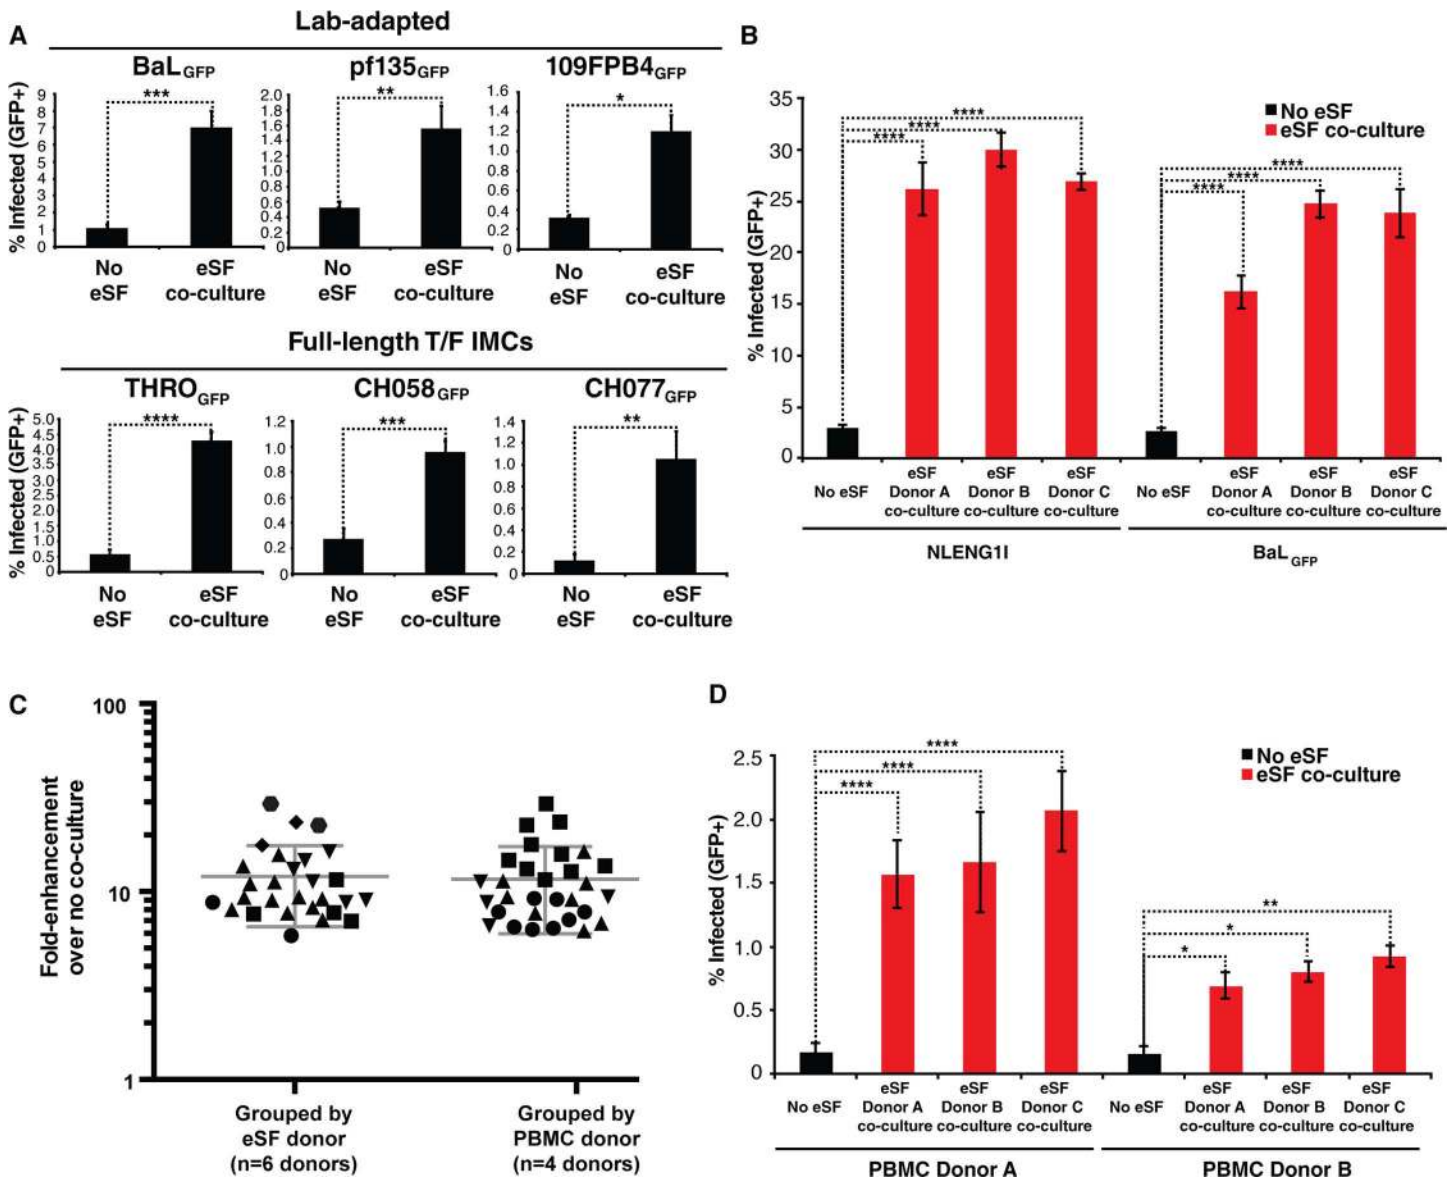 A
Lab-adapted
BaLGFP
pf135GFP
109FPB4GFP
% Infected (GFP+)
9
8
7
6
5
4
3
2
1
0
***
No
eSF
eSF
co-culture
2.0
1.8
1.6
1.4
1.2
1.0
0.8
0.6
0.4
0.2
0
**
No
eSF
eSF
co-culture
1.6
1.4
1.2
1.0
0.8
0.6
0.4
0.2
0
*
No
eSF
eSF
co-culture
Full-length T/F IMCs
THROGFP
CH058GFP
CH077GFP
% Infected (GFP+)
5.0
4.5
4.0
3.5
3.0
2.5
2.0
1.5
1.0
0.5
0
****
No
eSF
eSF
co-culture
1.2
1.0
0.8
0.6
0.4
0.2
0
***
No
eSF
eSF
co-culture
1.4
1.2
1.0
0.8
0.6
0.4
0.2
0
**
No
eSF
eSF
co-culture
B
% Infected (GFP+)
35
30
25
20
15
10
5
0
No eSF
eSF co-culture
****
****
****
****
****
****
No eSF
eSF
Donor A
co-culture
eSF
Donor B
co-culture
eSF
Donor C
co-culture
No eSF
eSF
Donor A
co-culture
eSF
Donor B
co-culture
eSF
Donor C
co-culture
NLENG1I
BaLGFP
C
Fold-enhancement
over no co-culture
100
10
1
Grouped by
eSF donor
(n=6 donors)
Grouped by
PBMC donor
(n=4 donors)
D
% Infected (GFP+)
2.5
2.0
1.5
1.0
0.5
0
No eSF
eSF co-culture
****
****
****
**
*
*
No eSF
eSF
Donor A
co-culture
eSF
Donor B
co-culture
eSF
Donor C
co-culture
No eSF
eSF
Donor A
co-culture
eSF
Donor B
co-culture
eSF
Donor C
co-culture
PBMC Donor A
PBMC Donor B